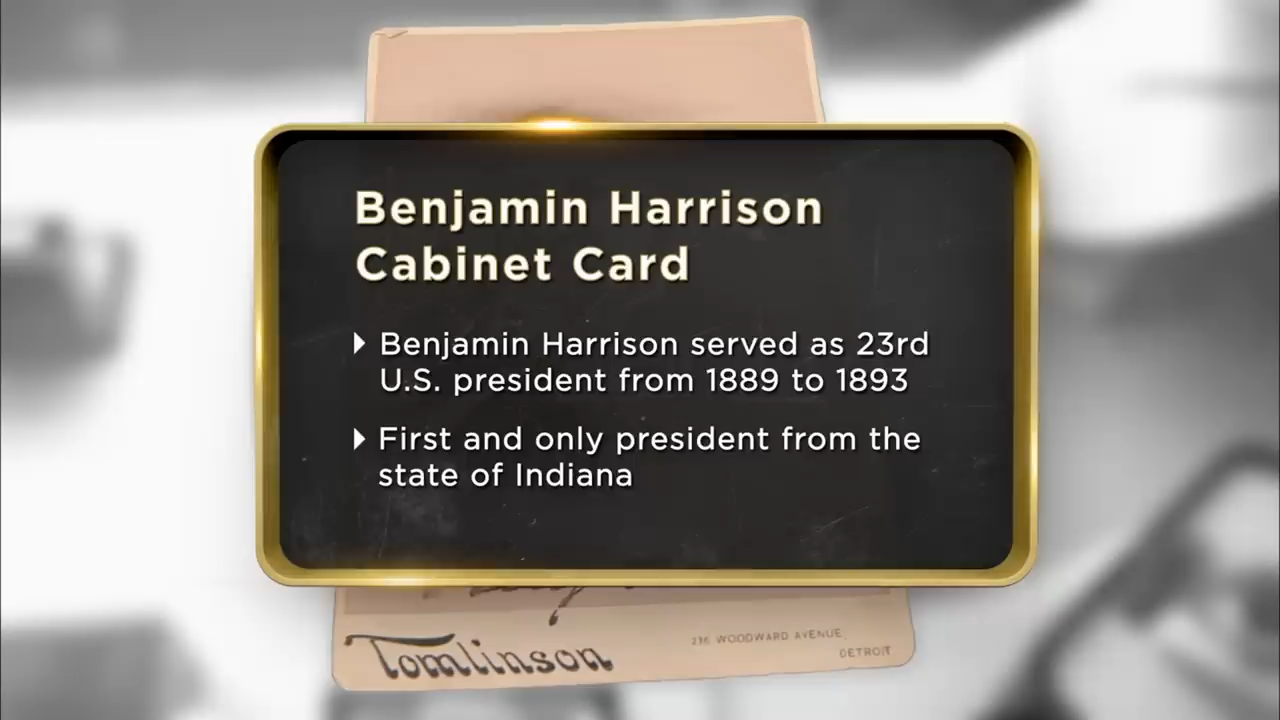 Benjamin Harrison
Cabinet Card
Benjamin Harrison served as 23rd
U.S. president from 1889 to 1893
First and only president from the
state of Indiana
Tomlinson
236 WOODWARD AVENUE,
DETROIT